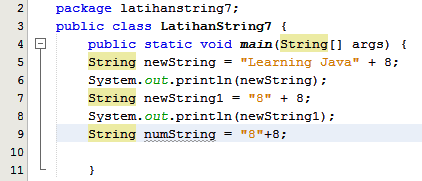 2 package latihanstring7;
3 public class LatihanString7 {
4 public static void main(String[] args) {
5 String newString = "Learning Java" + 8;
6 System.out.println(newString);
7 String newString1 = "8" + 8;
8 System.out.println(newString1);
9 String numString = "8"+8;
10
11 }